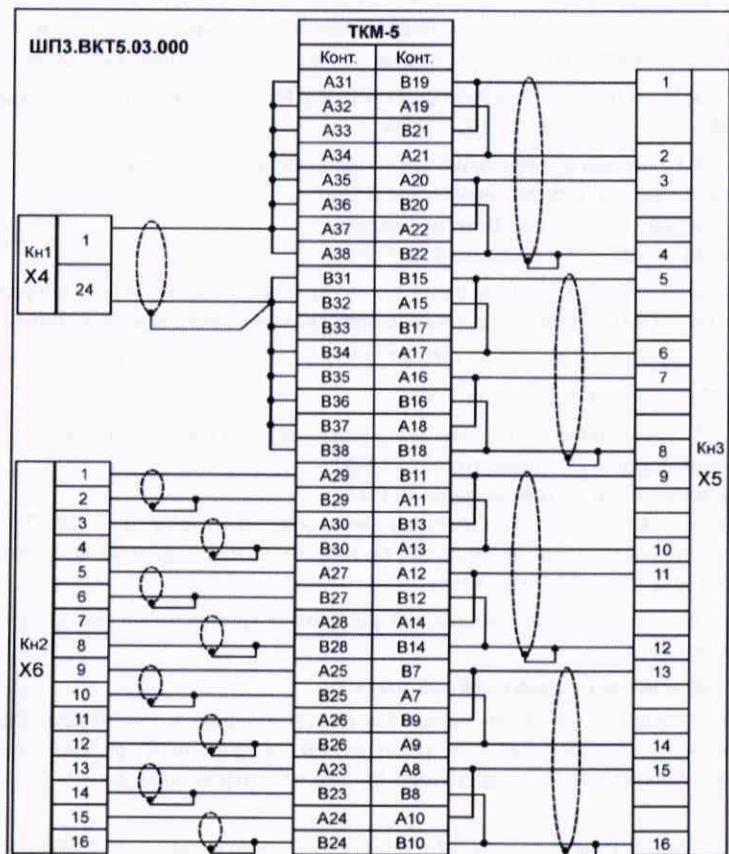 ШП3.ВКТ5.03.000
ТКМ-5
Конт. Конт.
A31 B19 1
A32 A19
A33 B21
A34 A21 2
A35 A20 3
A36 B20
Кн1 X4 1 A37 A22
A38 B22 4
24 B31 B15 5
B32 A15
B33 B17
B34 A17 6
B35 A16 7
B36 B16
B37 A18
B38 B18 8
Кн3 X5
1 A29 B11 9
2 B29 A11
3 A30 B13
4 B30 A13 10
5 A27 A12 11
6 B27 B12
7 A28 A14
Кн2 X6
8 B28 B14 12
9 A25 B7 13
10 B25 A7
11 A26 B9
12 B26 A9 14
13 A23 A8 15
14 B23 B8
15 A24 A10
16 B24 B10 16